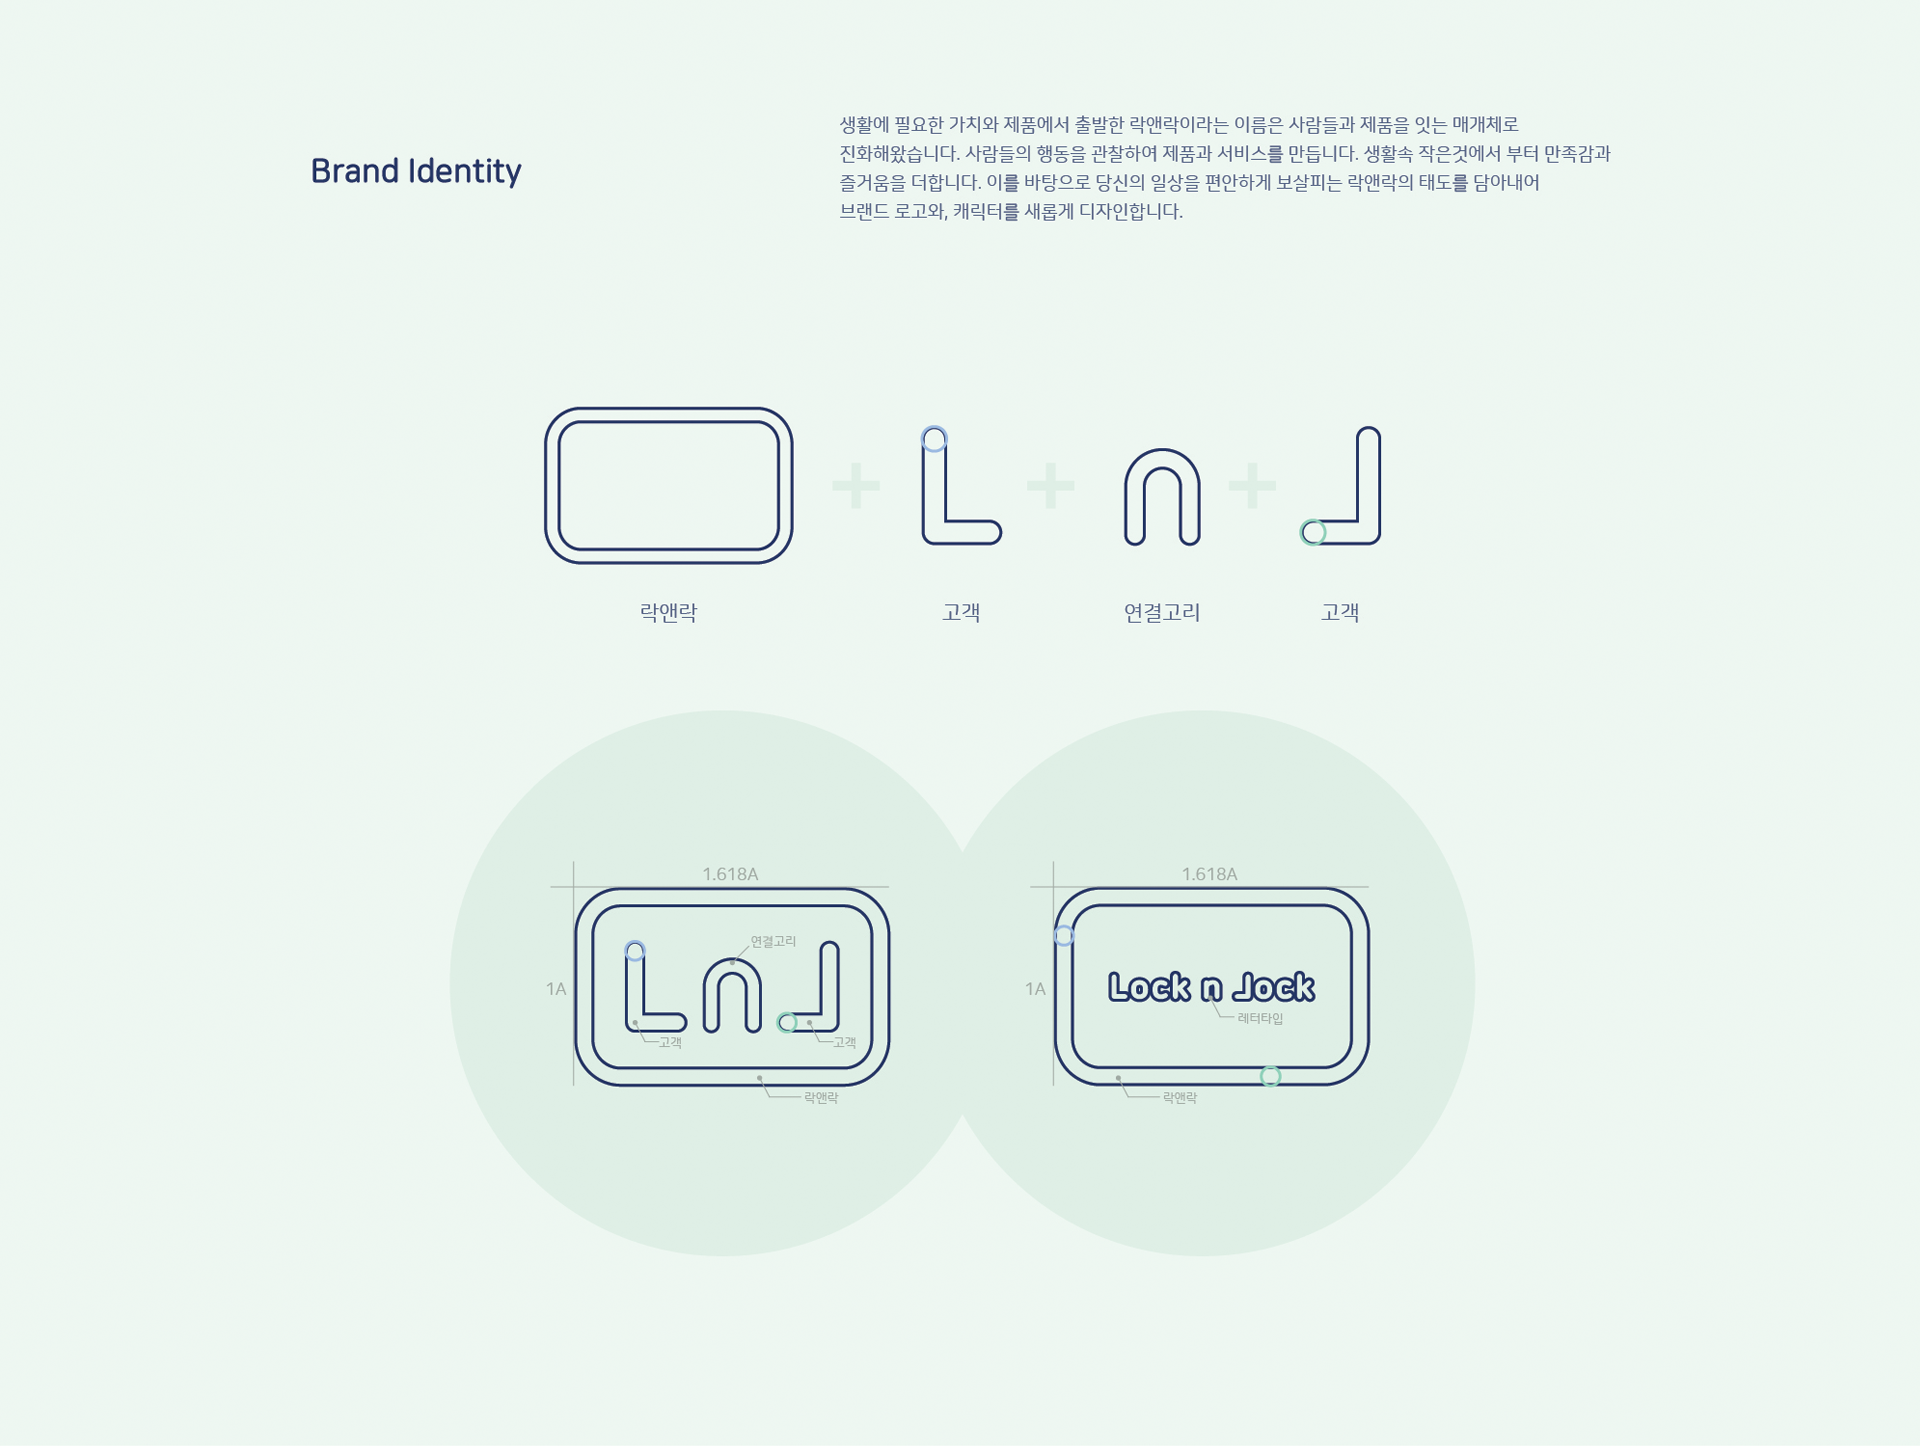 Brand Identity
생활에 필요한 가치와 제품에서 출발한 락앤락이라는 이름은 사람들과 제품을 잇는 매개체로
진화해왔습니다. 사람들의 행동을 관찰하여 제품과 서비스를 만듭니다. 생활속 작은것에서 부터 만족감과
즐거움을 더합니다. 이를 바탕으로 당신의 일상을 편안하게 보살피는 락앤락의 태도를 담아내어
브랜드 로고와, 캐릭터를 새롭게 디자인합니다.
+ L + n + ⅃
락앤락 고객 연결고리 고객
1.618A
1A
L n ⅃
연결고리
고객
고객
락앤락
1.618A
1A
Lock n ⅃ock
레터타입
락앤락